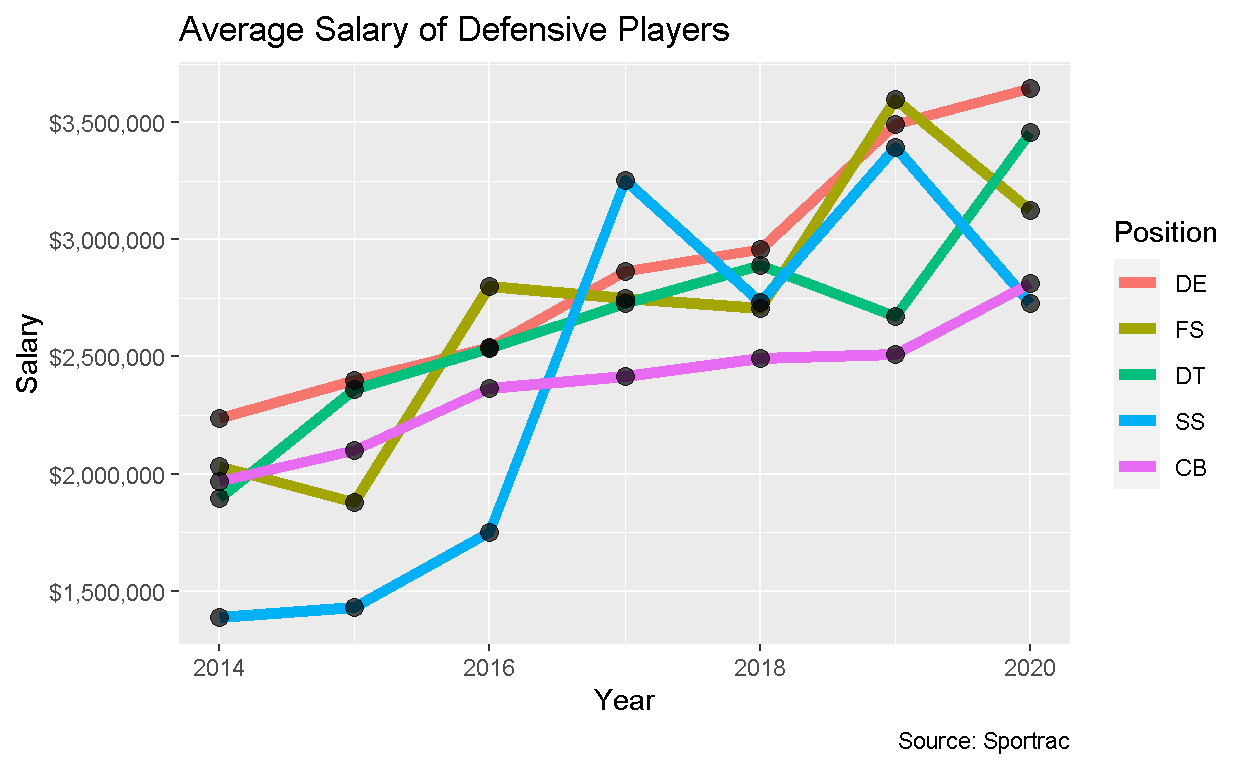 Average Salary of Defensive Players
$3,500,000
$3,000,000
$2,500,000
$2,000,000
$1,500,000
Salary
2014 2016 2018 2020
Year
Position
DE
FS
DT
SS
CB
Source: Sportrac